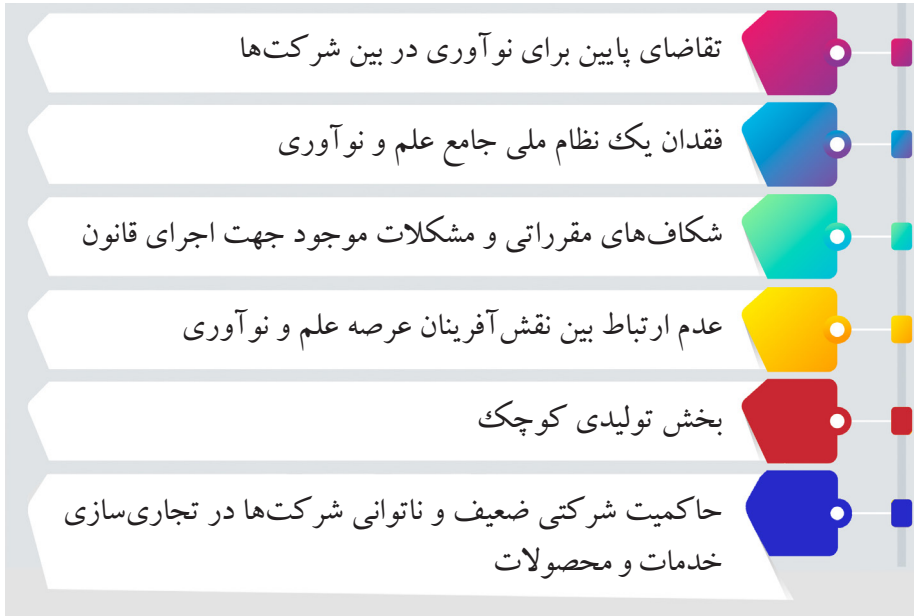 تقاضای پایین برای نوآوری در بین شرکت‌ها
فقدان یک نظام ملی جامع علم و نوآوری
شکاف‌های مقرراتی و مشکلات موجود جهت اجرای قانون
عدم ارتباط بین نقش‌آفرینان عرصه علم و نوآوری
بخش تولیدی کوچک
حاکمیت شرکتی ضعیف و ناتوانی شرکت‌ها در تجاری‌سازی
خدمات و محصولات